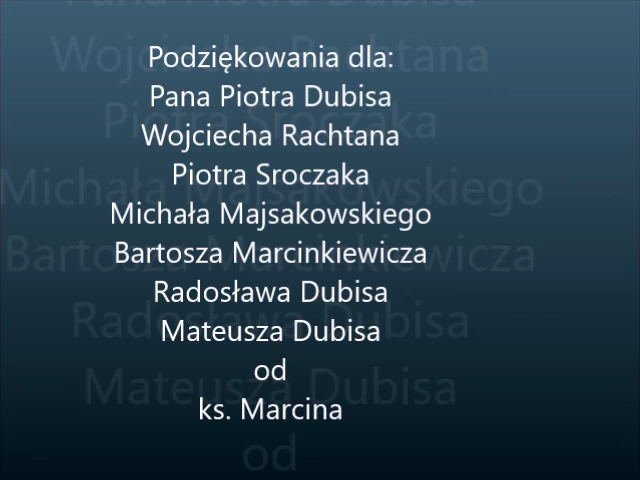 Podziękowania dla:
Pana Piotra Dubisa
Wojciecha Rachtana
Piotra Sroczaka
Michała Majsakowskiego
Bartosza Marcinkiewicza
Radosława Dubisa
Mateusza Dubisa
od
ks. Marcina